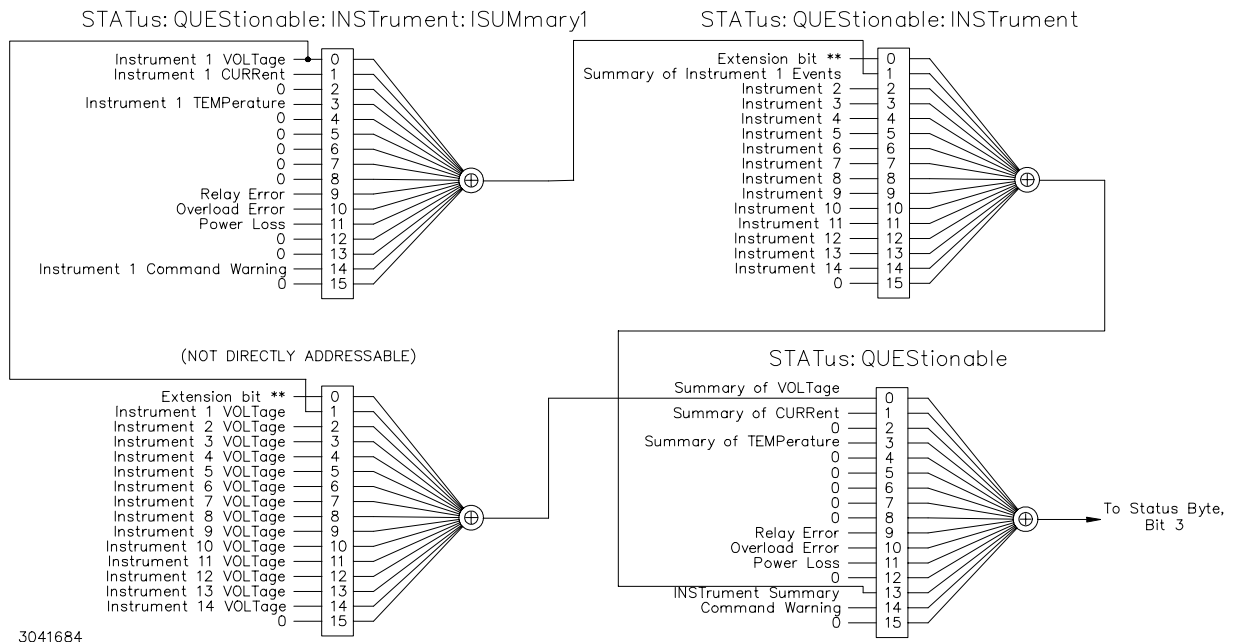 STATus: QUEStionable: INSTrument: ISUMmary1
Instrument 1 VOLTage 0
Instrument 1 CURRent 1
0 2
Instrument 1 TEMPerature 3
0 4
0 5
0 6
0 7
0 8
Relay Error 9
Overload Error 10
Power Loss 11
0 12
0 13
Instrument 1 Command Warning 14
0 15
STATus: QUEStionable: INSTrument
Extension bit ** 0
Summary of Instrument 1 Events 1
Instrument 2 2
Instrument 3 3
Instrument 4 4
Instrument 5 5
Instrument 6 6
Instrument 7 7
Instrument 8 8
Instrument 9 9
Instrument 10 10
Instrument 11 11
Instrument 12 12
Instrument 13 13
Instrument 14 14
0 15
(NOT DIRECTLY ADDRESSABLE)
Extension bit ** 0
Instrument 1 VOLTage 1
Instrument 2 VOLTage 2
Instrument 3 VOLTage 3
Instrument 4 VOLTage 4
Instrument 5 VOLTage 5
Instrument 6 VOLTage 6
Instrument 7 VOLTage 7
Instrument 8 VOLTage 8
Instrument 9 VOLTage 9
Instrument 10 VOLTage 10
Instrument 11 VOLTage 11
Instrument 12 VOLTage 12
Instrument 13 VOLTage 13
Instrument 14 VOLTage 14
0 15
STATus: QUEStionable
Summary of VOLTage 0
Summary of CURRent 1
0 2
Summary of TEMPerature 3
0 4
0 5
0 6
0 7
0 8
Relay Error 9
Overload Error 10
Power Loss 11
0 12
INSTrument Summary 13
Command Warning 14
0 15
To Status Byte,
Bit 3
3041684